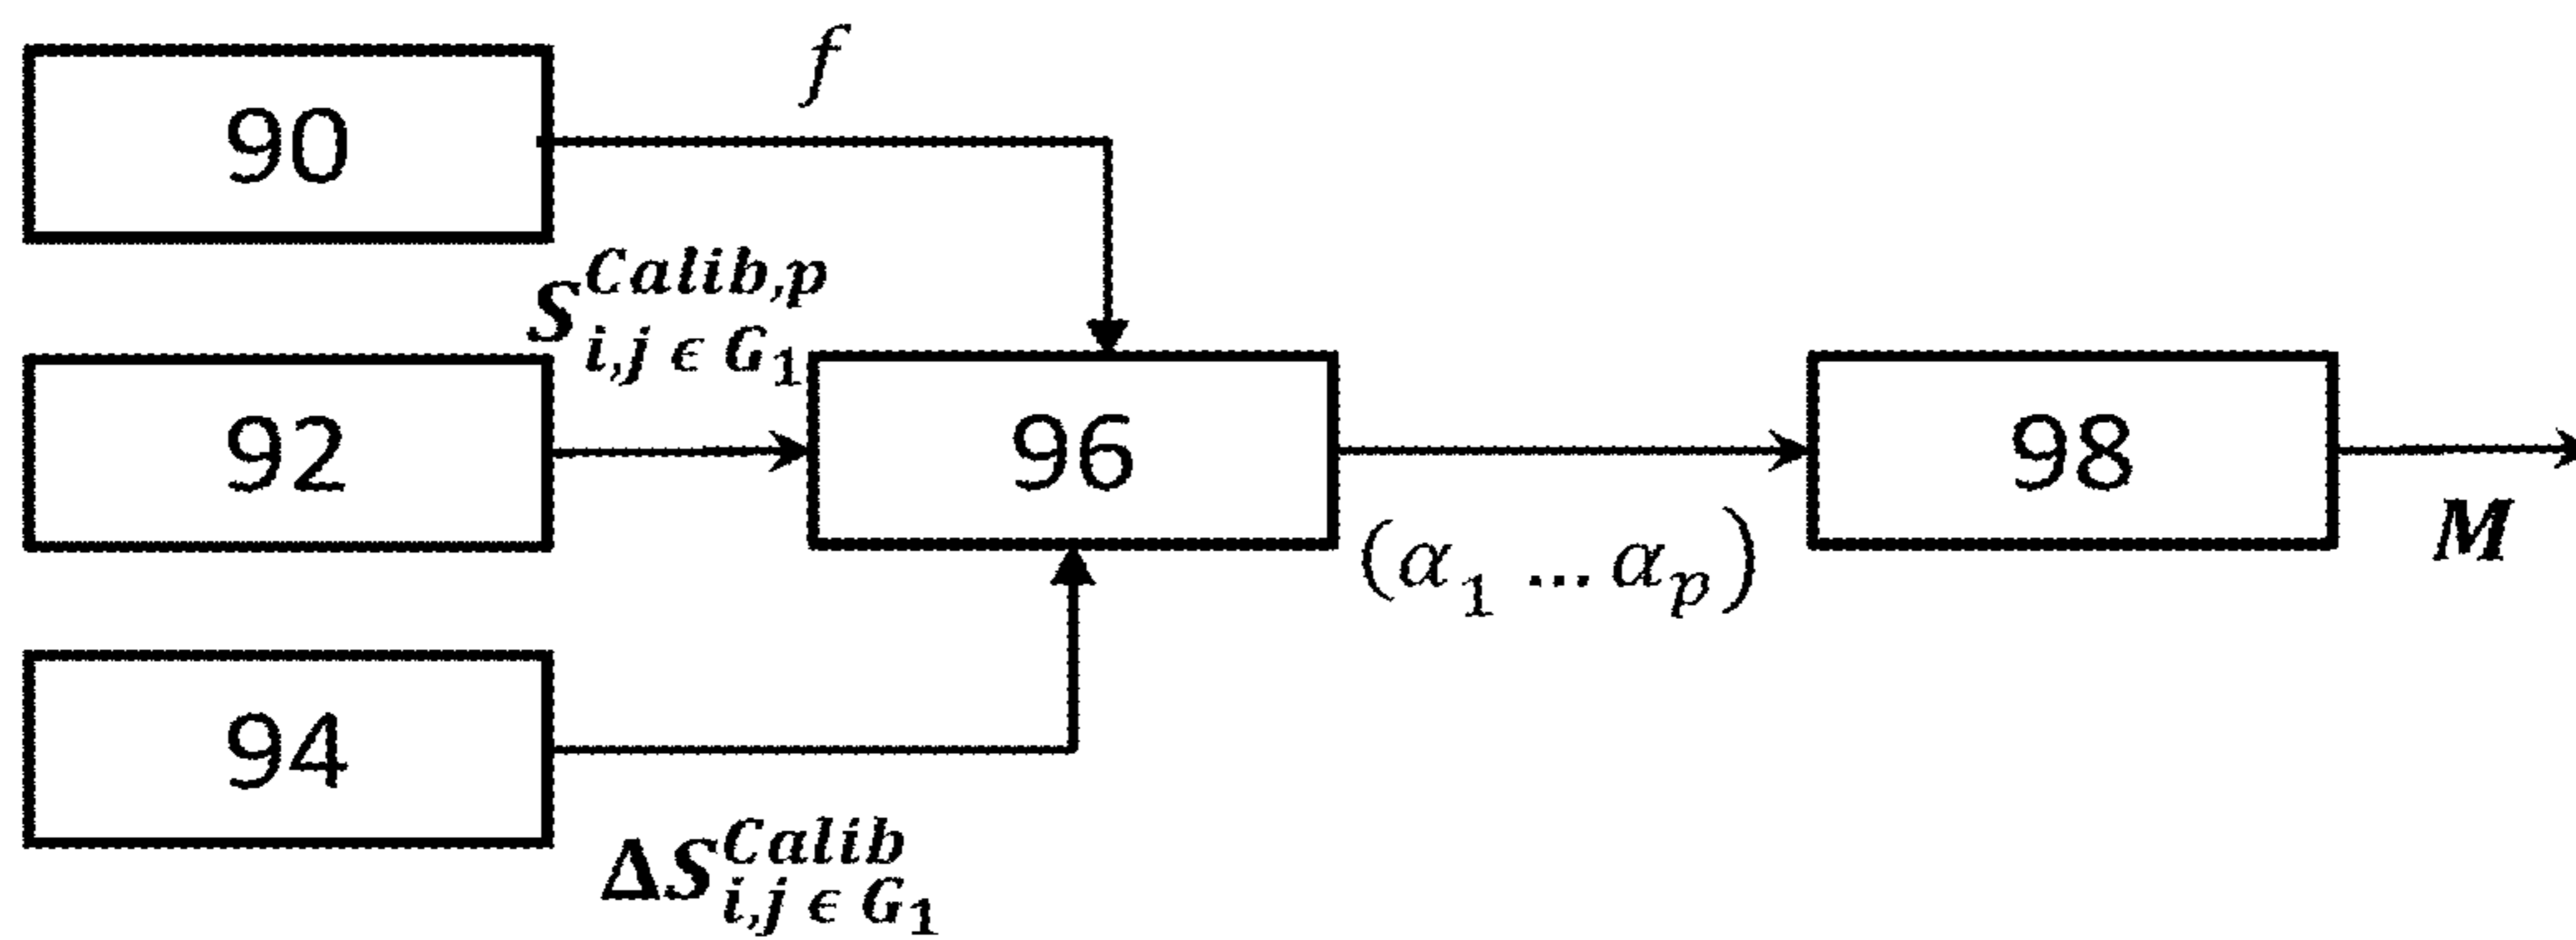 90
f
S^{Calib,p}_{i,j ϵ G_1}
92
96
98
(α_1 ... α_p)
M
94
ΔS^{Calib}_{i,j ϵ G_1}